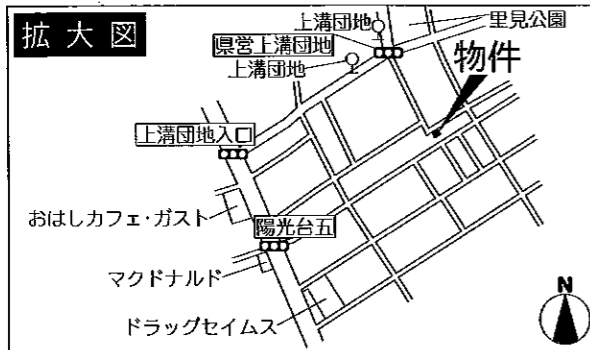 拡大図
上溝団地
里見公園
県営上溝団地
上溝団地
物件
上溝団地入口
おはしカフェ・ガスト
陽光台五
マクドナルド
ドラッグセイムス
N